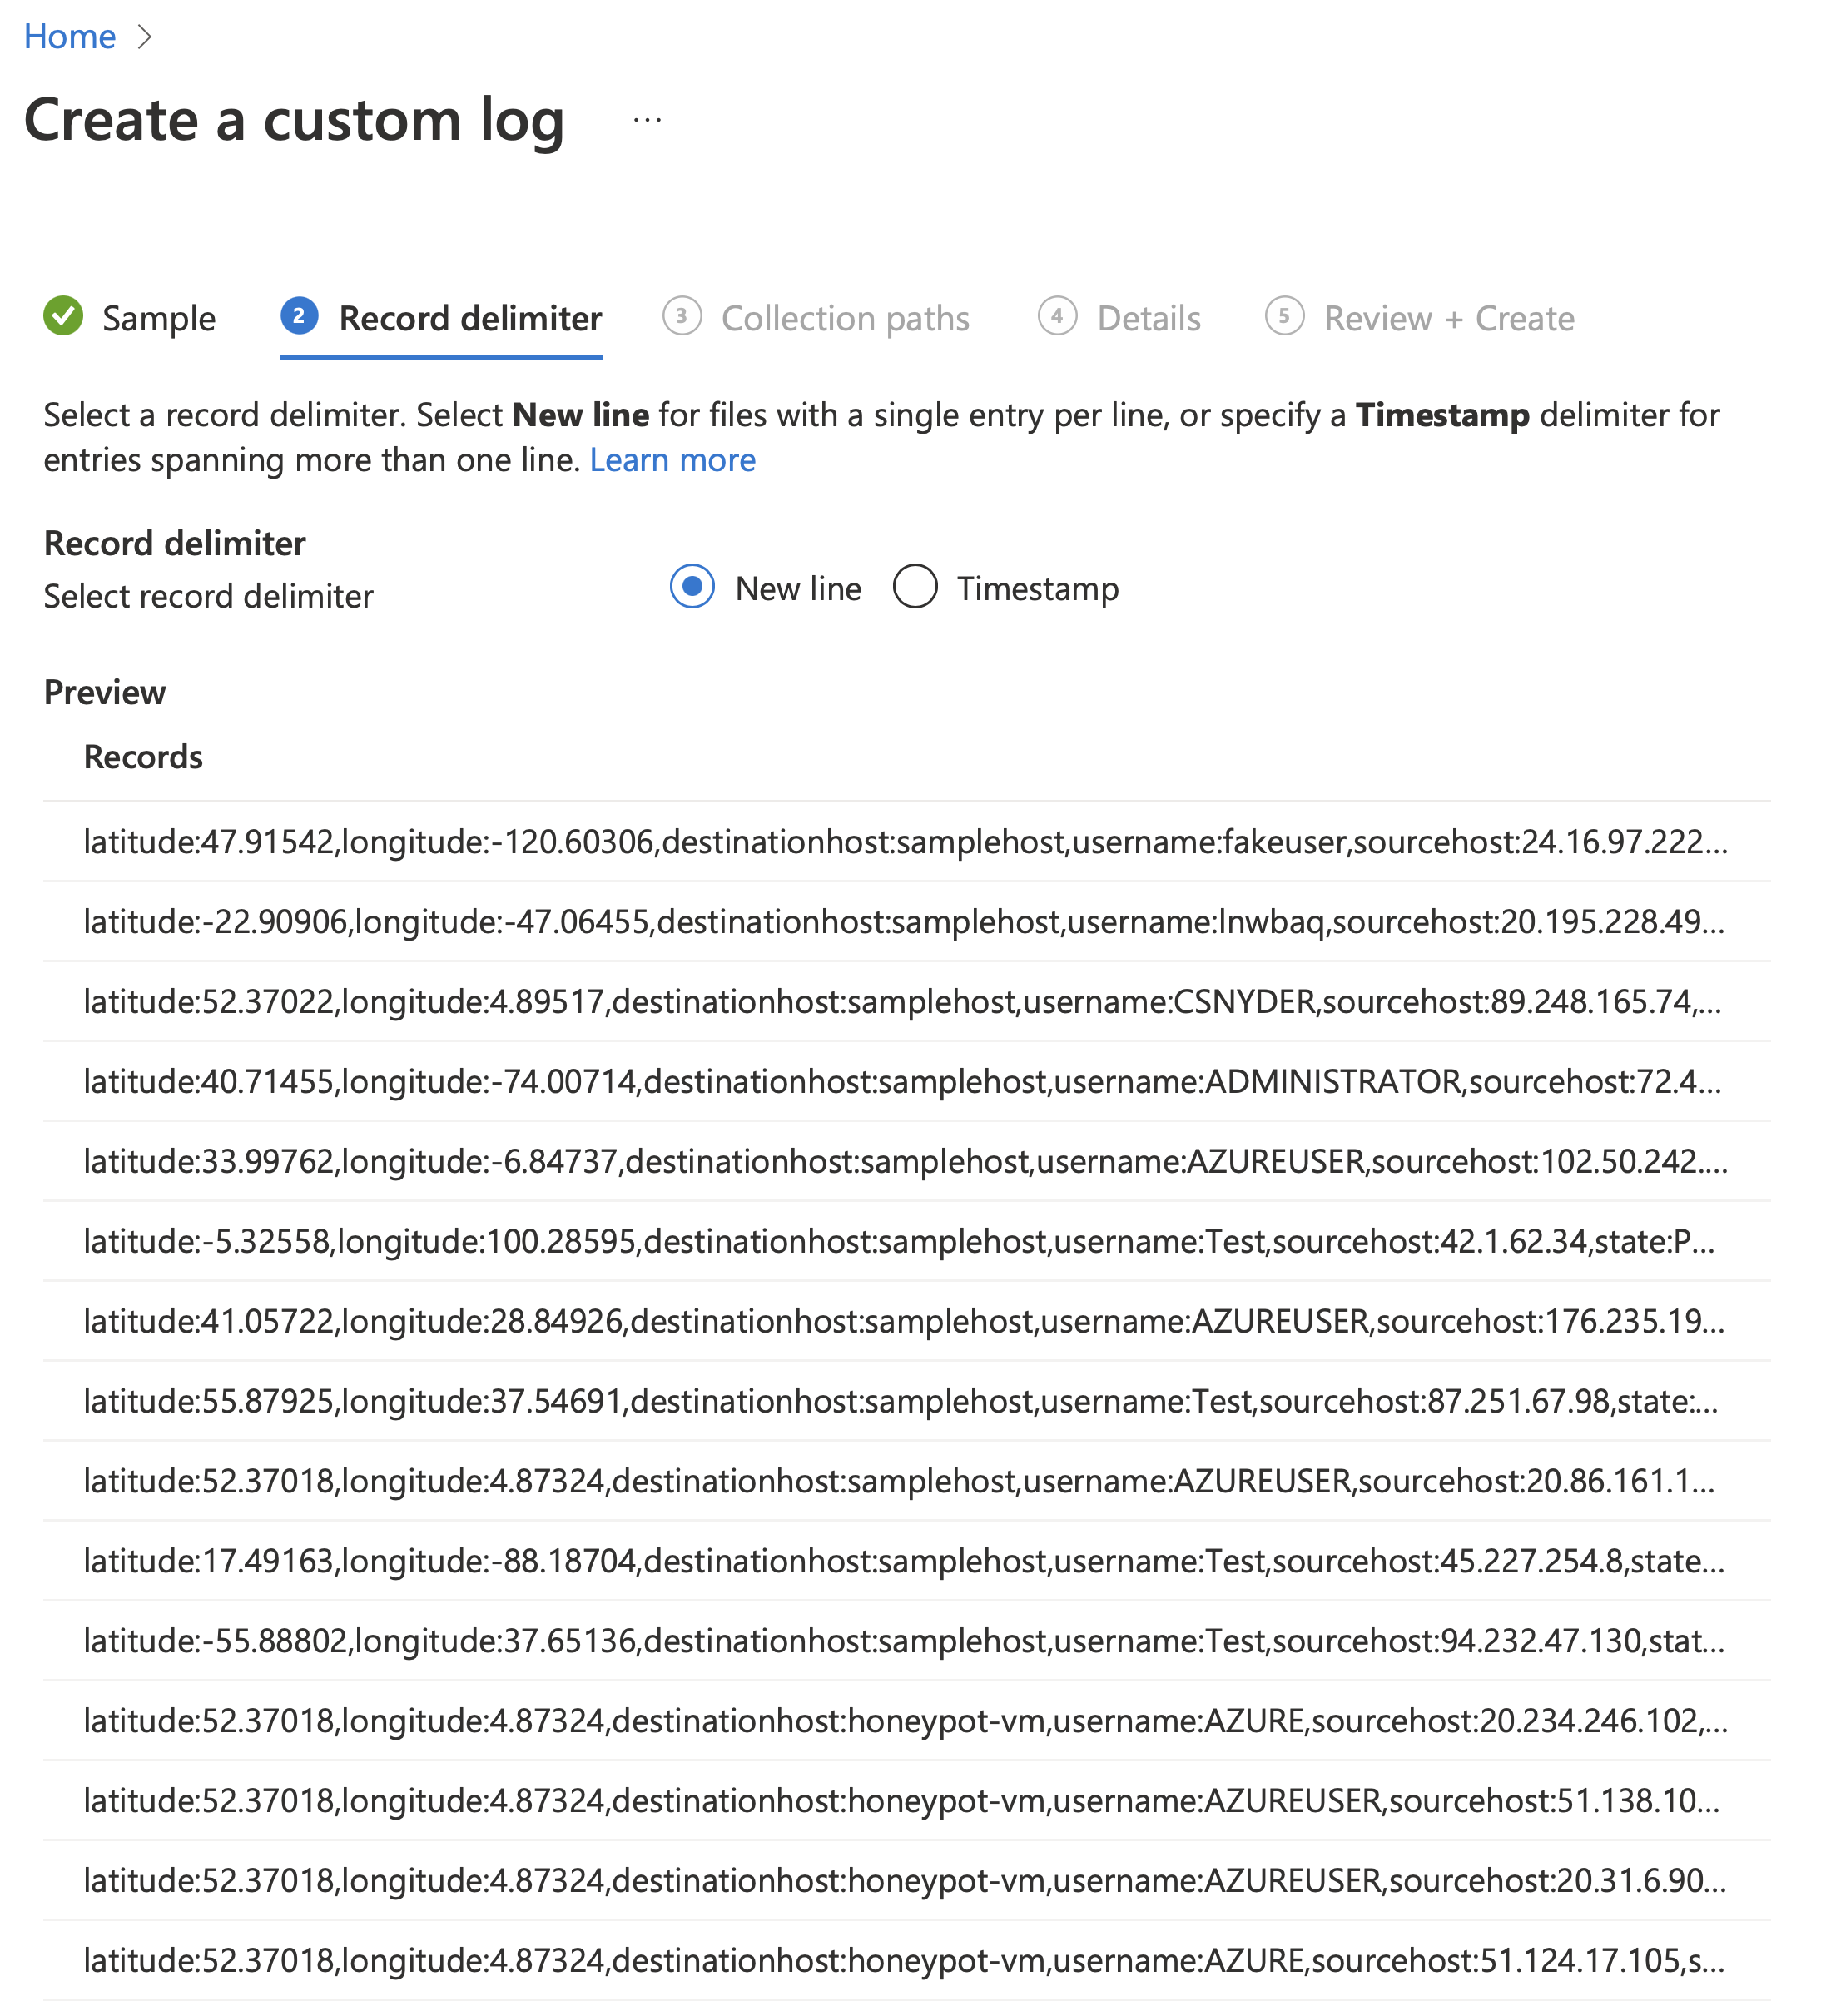 Home >
Create a custom log ...
Sample 2 Record delimiter 3 Collection paths 4 Details 5 Review + Create
Select a record delimiter. Select New line for files with a single entry per line, or specify a Timestamp delimiter for
entries spanning more than one line. Learn more
Record delimiter
Select record delimiter New line Timestamp
Preview
Records
latitude:47.91542,longitude:-120.60306,destinationhost:samplehost,username:fakeuser,sourcehost:24.16.97.222...
latitude:-22.90906,longitude:-47.06455,destinationhost:samplehost,username:lnwbaq,sourcehost:20.195.228.49...
latitude:52.37022,longitude:4.89517,destinationhost:samplehost,username:CSNYDER,sourcehost:89.248.165.74,...
latitude:40.71455,longitude:-74.00714,destinationhost:samplehost,username:ADMINISTRATOR,sourcehost:72.4...
latitude:33.99762,longitude:-6.84737,destinationhost:samplehost,username:AZUREUSER,sourcehost:102.50.242....
latitude:-5.32558,longitude:100.28595,destinationhost:samplehost,username:Test,sourcehost:42.1.62.34,state:P...
latitude:41.05722,longitude:28.84926,destinationhost:samplehost,username:AZUREUSER,sourcehost:176.235.19...
latitude:55.87925,longitude:37.54691,destinationhost:samplehost,username:Test,sourcehost:87.251.67.98,state:...
latitude:52.37018,longitude:4.87324,destinationhost:samplehost,username:AZUREUSER,sourcehost:20.86.161.1...
latitude:17.49163,longitude:-88.18704,destinationhost:samplehost,username:Test,sourcehost:45.227.254.8,state...
latitude:-55.88802,longitude:37.65136,destinationhost:samplehost,username:Test,sourcehost:94.232.47.130,stat...
latitude:52.37018,longitude:4.87324,destinationhost:honeypot-vm,username:AZURE,sourcehost:20.234.246.102,...
latitude:52.37018,longitude:4.87324,destinationhost:honeypot-vm,username:AZUREUSER,sourcehost:51.138.10...
latitude:52.37018,longitude:4.87324,destinationhost:honeypot-vm,username:AZUREUSER,sourcehost:20.31.6.90...
latitude:52.37018,longitude:4.87324,destinationhost:honeypot-vm,username:AZURE,sourcehost:51.124.17.105,s...